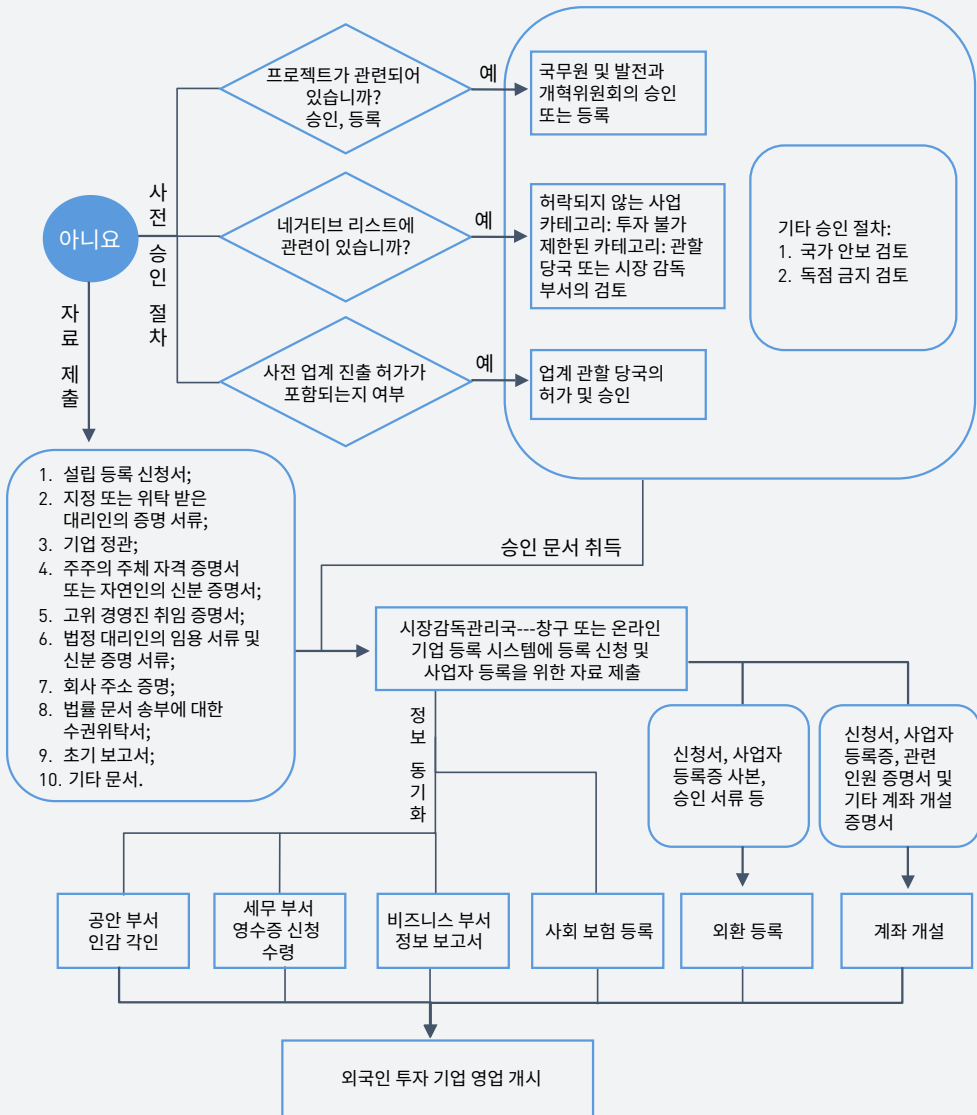 프로젝트가 관련되어
있습니까?
승인, 등록
예
국무원 및 발전과
개혁위원회의 승인
또는 등록
사전 승인 절차
아니요
네거티브 리스트에
관련이 있습니까?
예
허락되지 않는 사업
카테고리: 투자 불가
제한된 카테고리: 관할
당국 또는 시장 감독
부서의 검토
기타 승인 절차:
1. 국가 안보 검토
2. 독점 금지 검토
자료 제출
사전 업계 진출 허가가
포함되는지 여부
예
업계 관할 당국의
허가 및 승인
1. 설립 등록 신청서;
2. 지정 또는 위탁 받은
대리인의 증명 서류;
3. 기업 정관;
4. 주주의 주체 자격 증명서
또는 자연인의 신분 증명서;
5. 고위 경영진 취임 증명서;
6. 법정 대리인의 임용 서류 및
신분 증명 서류;
7. 회사 주소 증명;
8. 법률 문서 송부에 대한
수권위탁서;
9. 초기 보고서;
10. 기타 문서.
승인 문서 취득
시장감독관리국---창구 또는 온라인
기업 등록 시스템에 등록 신청 및
사업자 등록을 위한 자료 제출
정보 동기화
신청서, 사업자
등록증 사본,
승인 서류 등
신청서, 사업자
등록증, 관련
인원 증명서 및
기타 계좌 개설
증명서
공안 부서
인감 각인
세무 부서
영수증 신청
수령
비즈니스 부서
정보 보고서
사회 보험 등록
외환 등록
계좌 개설
외국인 투자 기업 영업 개시